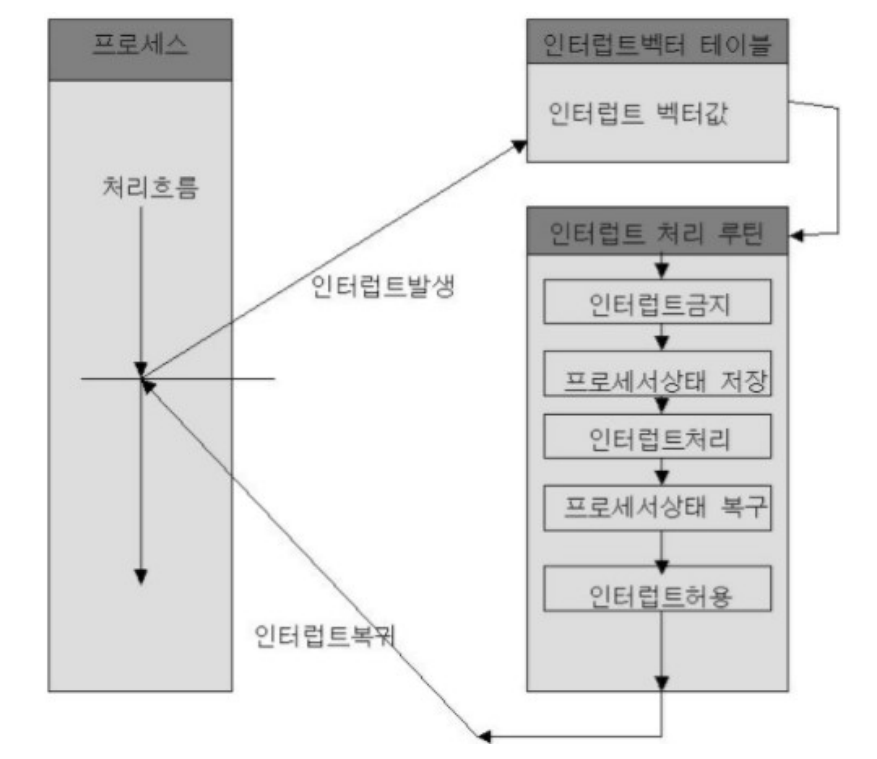 프로세스
처리흐름
인터럽트발생
인터럽트복귀
인터럽트벡터 테이블
인터럽트 벡터값
인터럽트 처리 루틴
인터럽트금지
프로세서상태 저장
인터럽트처리
프로세서상태 복구
인터럽트허용